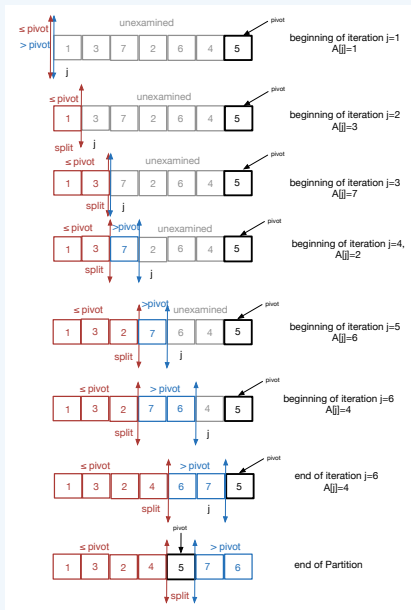 pivot
unexamined
≤ pivot
> pivot
1 3 7 2 6 4 5
j
beginning of iteration j=1
A[j]=1
pivot
≤ pivot
unexamined
1 3 7 2 6 4 5
split
j
beginning of iteration j=2
A[j]=3
pivot
≤ pivot
unexamined
1 3 7 2 6 4 5
split
j
beginning of iteration j=3
A[j]=7
pivot
≤ pivot
>pivot
unexamined
1 3 7 2 6 4 5
split
j
beginning of iteration j=4,
A[j]=2
pivot
≤ pivot
>pivot
unexamined
1 3 2 7 6 4 5
split
j
beginning of iteration j=5
A[j]=6
pivot
≤ pivot
> pivot
1 3 2 7 6 4 5
split
j
beginning of iteration j=6
A[j]=4
pivot
≤ pivot
> pivot
1 3 2 4 6 7 5
split
j
end of iteration j=6
A[j]=4
pivot
≤ pivot
> pivot
1 3 2 4 5 7 6
split
end of Partition